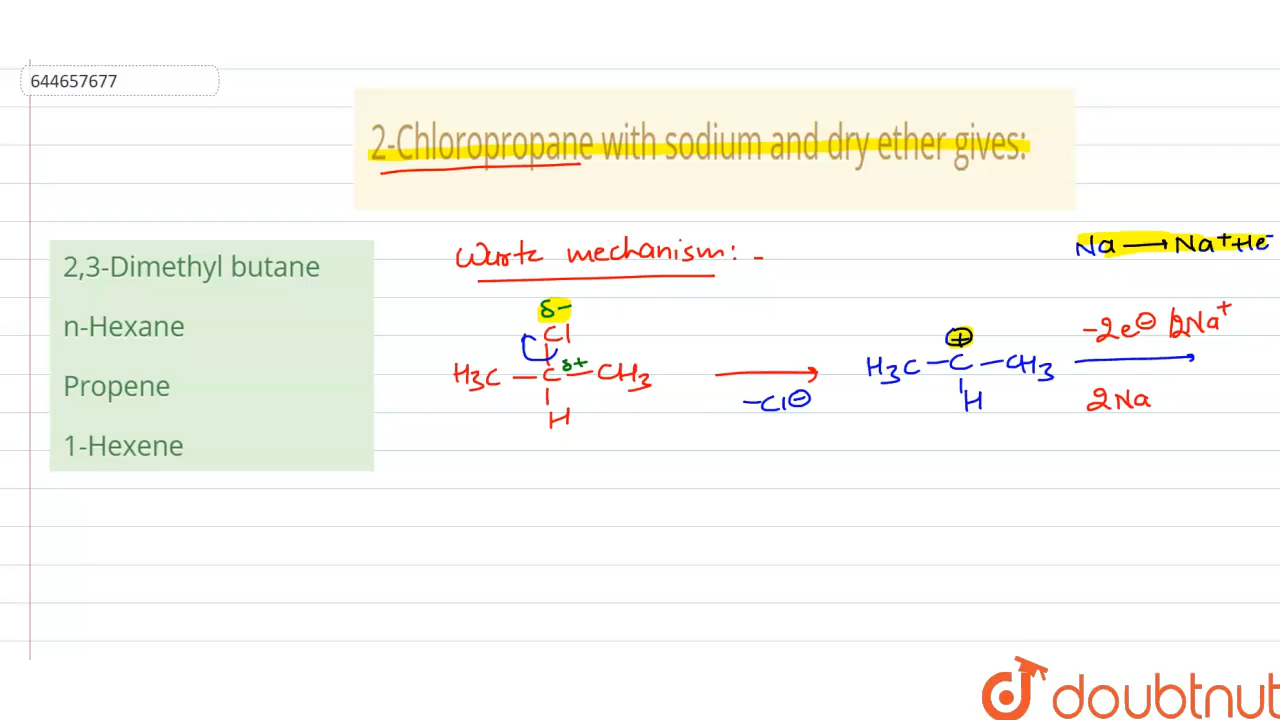 644657677
2-Chloropropane with sodium and dry ether gives:
2,3-Dimethyl butane
n-Hexane
Propene
1-Hexene
Wurtz mechanism: -
Na → Na⁺+e⁻
δ-
Cl
H₃C — C — CH₃
δ+
H
-Cl⊖
⊕
H₃C — C — CH₃
H
-2e⊖ /2Na⁺
2Na
doubtnut